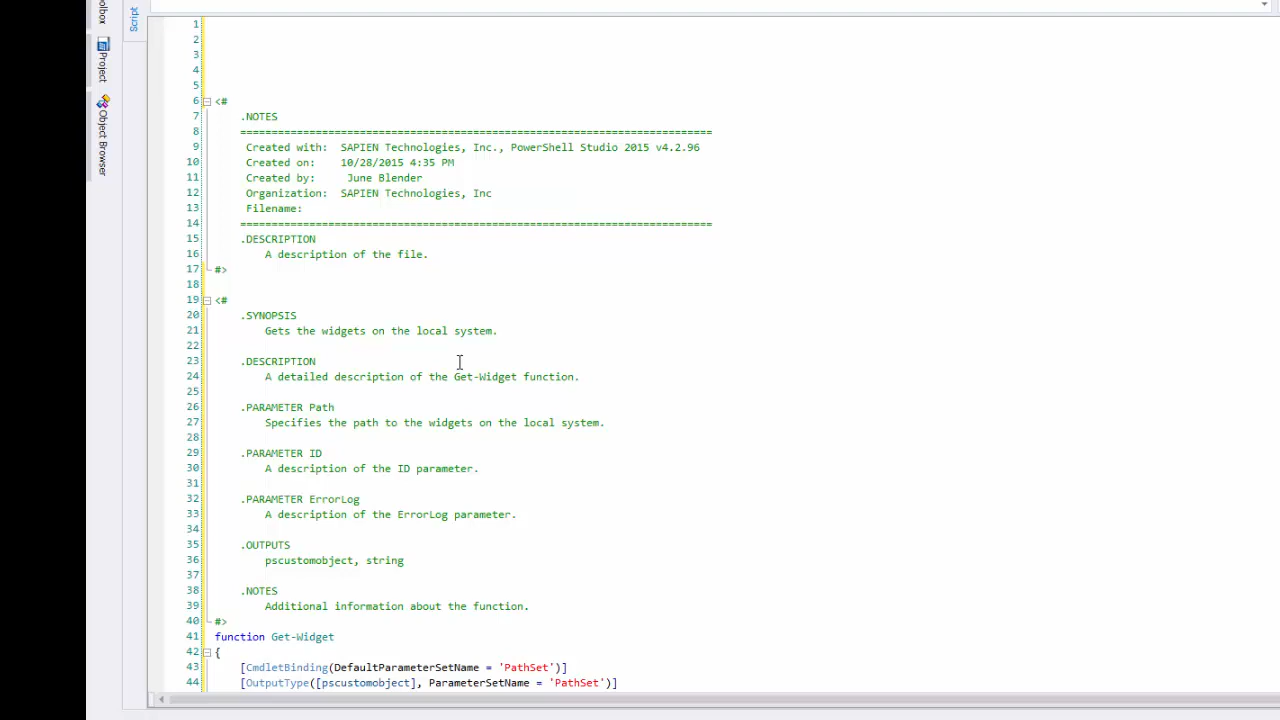 olbox
Script
Project
Object Browser
1
2
3
4
5
6 <#
7 .NOTES
8 ===========================================================================
9 Created with: SAPIEN Technologies, Inc., PowerShell Studio 2015 v4.2.96
10 Created on: 10/28/2015 4:35 PM
11 Created by: June Blender
12 Organization: SAPIEN Technologies, Inc
13 Filename:
14 ===========================================================================
15 .DESCRIPTION
16 A description of the file.
17 #>
18
19 <#
20 .SYNOPSIS
21 Gets the widgets on the local system.
22
23 .DESCRIPTION
24 A detailed description of the Get-Widget function.
25
26 .PARAMETER Path
27 Specifies the path to the widgets on the local system.
28
29 .PARAMETER ID
30 A description of the ID parameter.
31
32 .PARAMETER ErrorLog
33 A description of the ErrorLog parameter.
34
35 .OUTPUTS
36 pscustomobject, string
37
38 .NOTES
39 Additional information about the function.
40 #>
41 function Get-Widget
42 {
43 [CmdletBinding(DefaultParameterSetName = 'PathSet')]
44 [OutputType([pscustomobject], ParameterSetName = 'PathSet')]